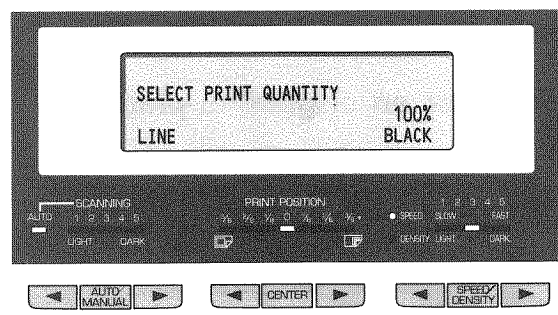 SELECT PRINT QUANTITY
100%
LINE BLACK
SCANNING PRINT POSITION 1 2 3 4 5
AUTO 1 2 3 4 5 0 SPEED SLOW FAST
LIGHT DARK DENSITY LIGHT DARK
AUTO/MANUAL CENTER SPEED/DENSITY